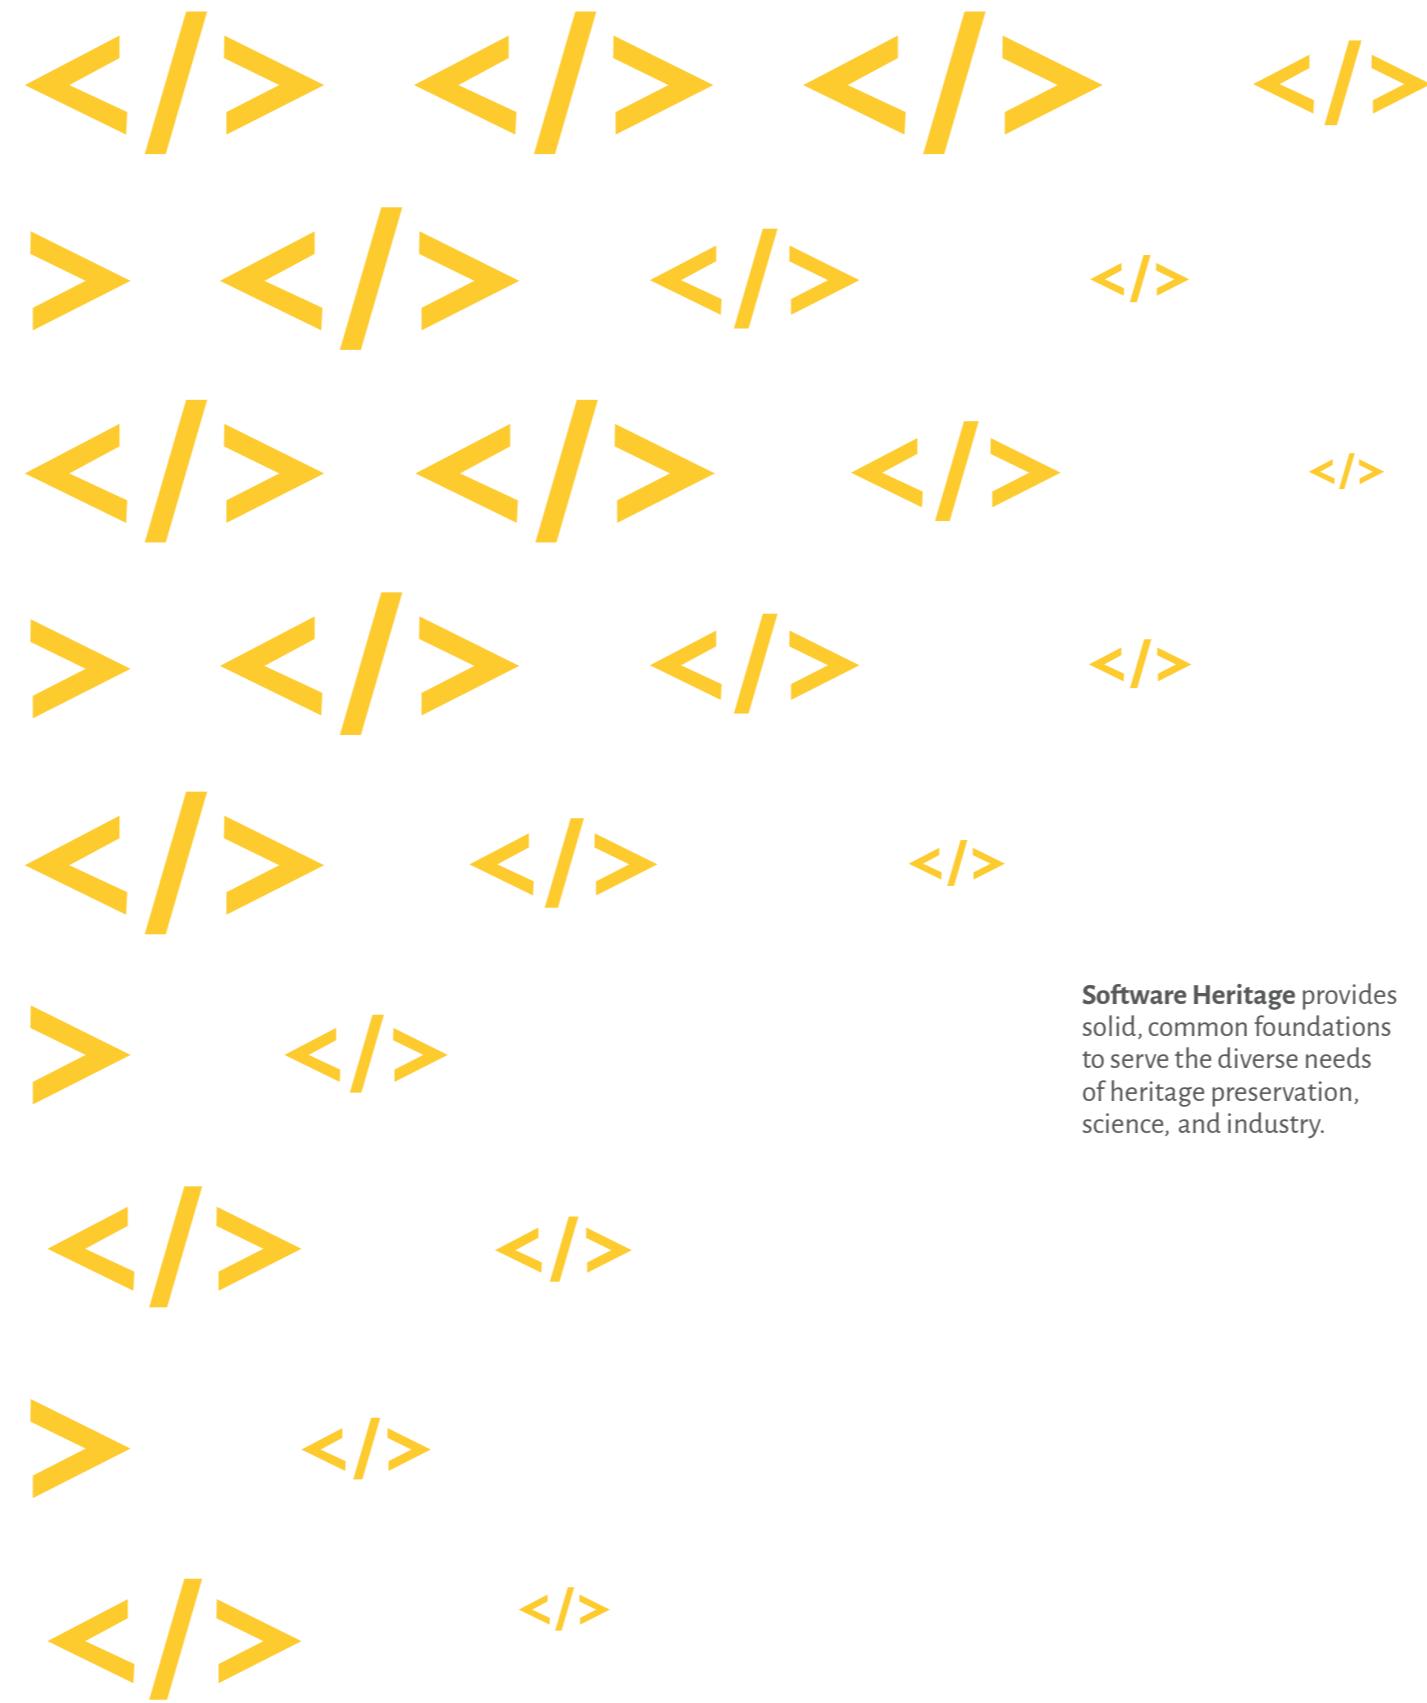 </> </> </> </>
> </> </> </>
</> </> </> </>
> </> </> </>
</> </> </>
> </>
</> </>
> </>
</> </>
Software Heritage provides
solid, common foundations
to serve the diverse needs
of heritage preservation,
science, and industry.